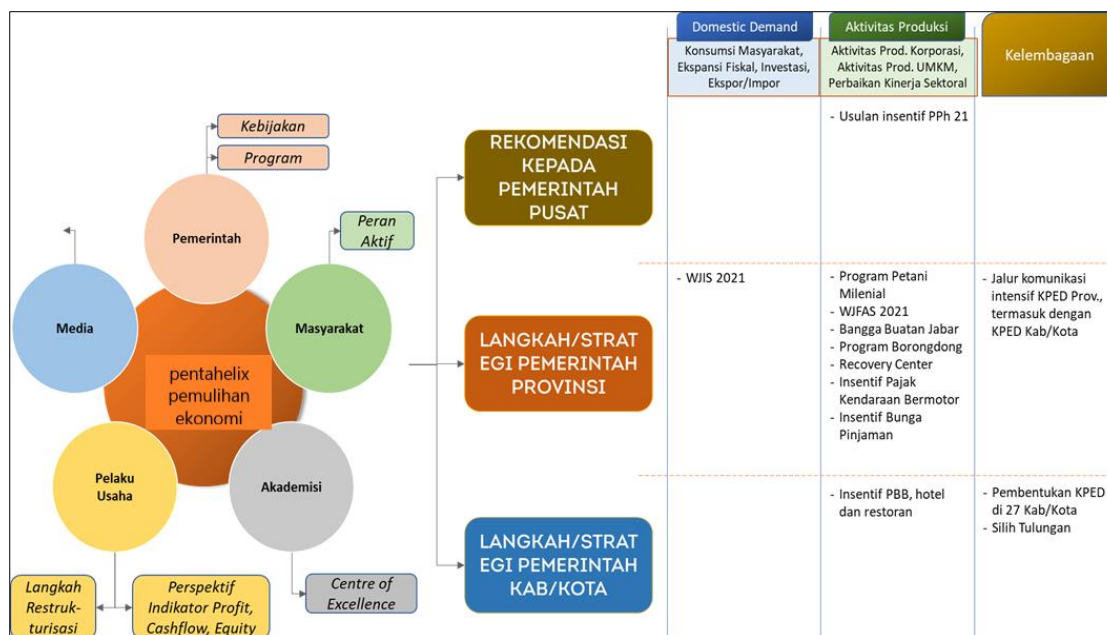 Domestic Demand
Konsumsi Masyarakat,
Ekspansi Fiskal, Investasi,
Ekspor/Impor
Aktivitas Produksi
Aktivitas Prod. Korporasi,
Aktivitas Prod. UMKM,
Perbaikan Kinerja Sektoral
Kelembagaan
Kebijakan
Program
Pemerintah
Peran
Aktif
Media
Masyarakat
pentahelix
pemulihan
ekonomi
Pelaku
Usaha
Akademisi
Langkah
Restruk-
turisasi
Perspektif
Indikator Profit,
Cashflow, Equity
Centre of
Excellence
REKOMENDASI
KEPADA
PEMERINTAH
PUSAT
- Usulan insentif PPh 21
LANGKAH/STRAT
EGI PEMERINTAH
PROVINSI
- WJIS 2021
- Program Petani
Milenial
- WJFAS 2021
- Bangga Buatan Jabar
- Program Borongdong
- Recovery Center
- Insentif Pajak
Kendaraan Bermotor
- Insentif Bunga
Pinjaman
- Jalur komunikasi
intensif KPED Prov.,
termasuk dengan
KPED Kab/Kota
LANGKAH/STRAT
EGI PEMERINTAH
KAB/KOTA
- Insentif PBB, hotel
dan restoran
- Pembentukan KPED
di 27 Kab/Kota
- Silih Tulungan